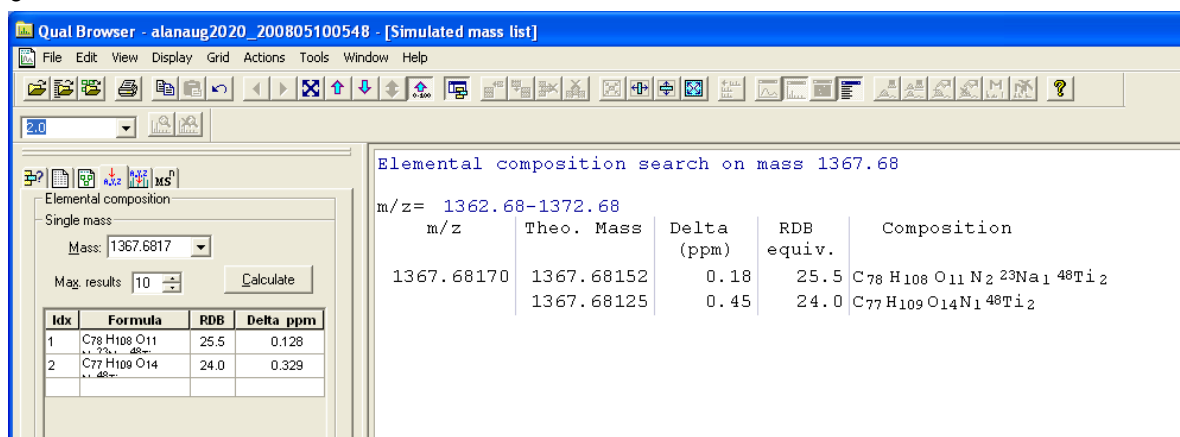 Qual Browser - alanaug2020_200805100548 - [Simulated mass list]
File Edit View Display Grid Actions Tools Window Help
2.0
Elemental composition
Single mass
Mass: 1367.6817
Max. results 10 Calculate
Idx Formula RDB Delta ppm
1 C78 H108 O11 25.5 0.128
2 C77 H109 O14 24.0 0.329
Elemental composition search on mass 1367.68
m/z= 1362.68-1372.68
m/z Theo. Mass Delta RDB Composition
(ppm) equiv.
1367.68170 1367.68152 0.18 25.5 C78 H108 O11 N2 23Na1 48Ti2
1367.68125 0.45 24.0 C77 H109 O14 N1 48Ti2